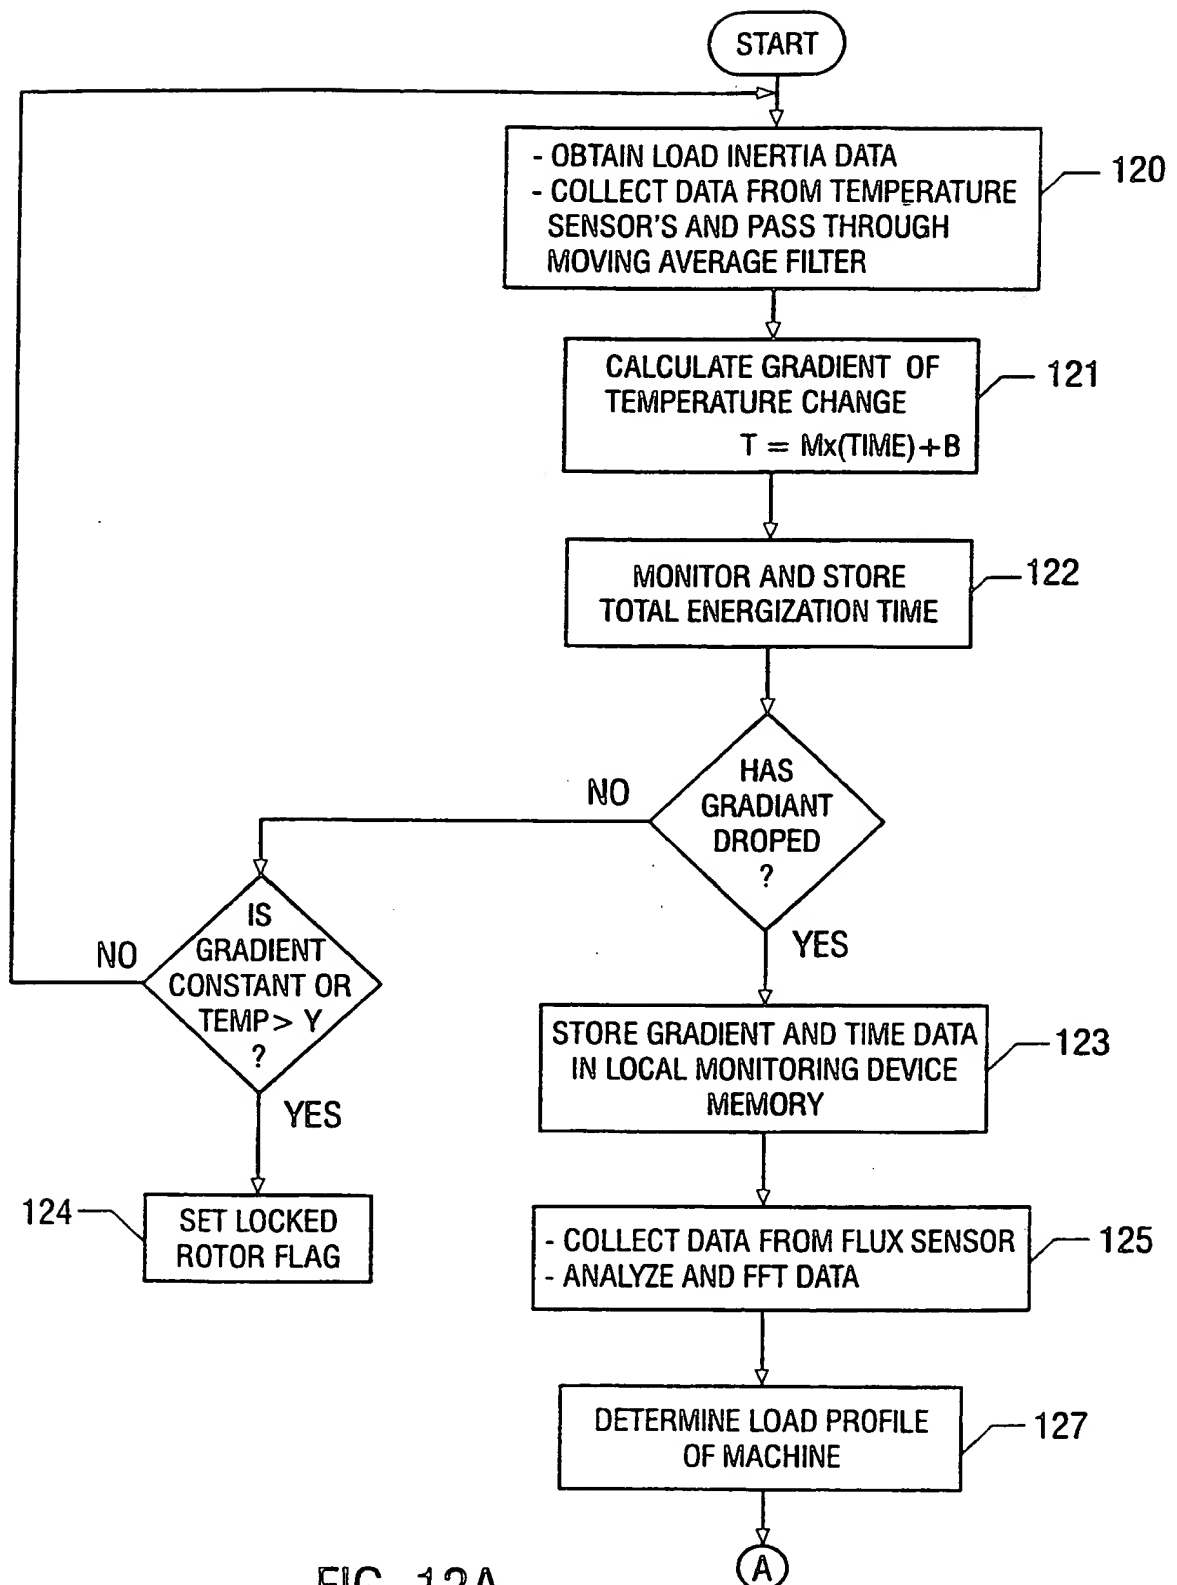 START
- OBTAIN LOAD INERTIA DATA
- COLLECT DATA FROM TEMPERATURE
SENSOR'S AND PASS THROUGH
MOVING AVERAGE FILTER
120
CALCULATE GRADIENT OF
TEMPERATURE CHANGE
T = Mx(TIME)+B
121
MONITOR AND STORE
TOTAL ENERGIZATION TIME
122
HAS
GRADIANT
DROPED
?
NO
YES
IS
GRADIENT
CONSTANT OR
TEMP> Y
?
NO
YES
STORE GRADIENT AND TIME DATA
IN LOCAL MONITORING DEVICE
MEMORY
123
124
SET LOCKED
ROTOR FLAG
- COLLECT DATA FROM FLUX SENSOR
- ANALYZE AND FFT DATA
125
DETERMINE LOAD PROFILE
OF MACHINE
127
A
FIG. 12A